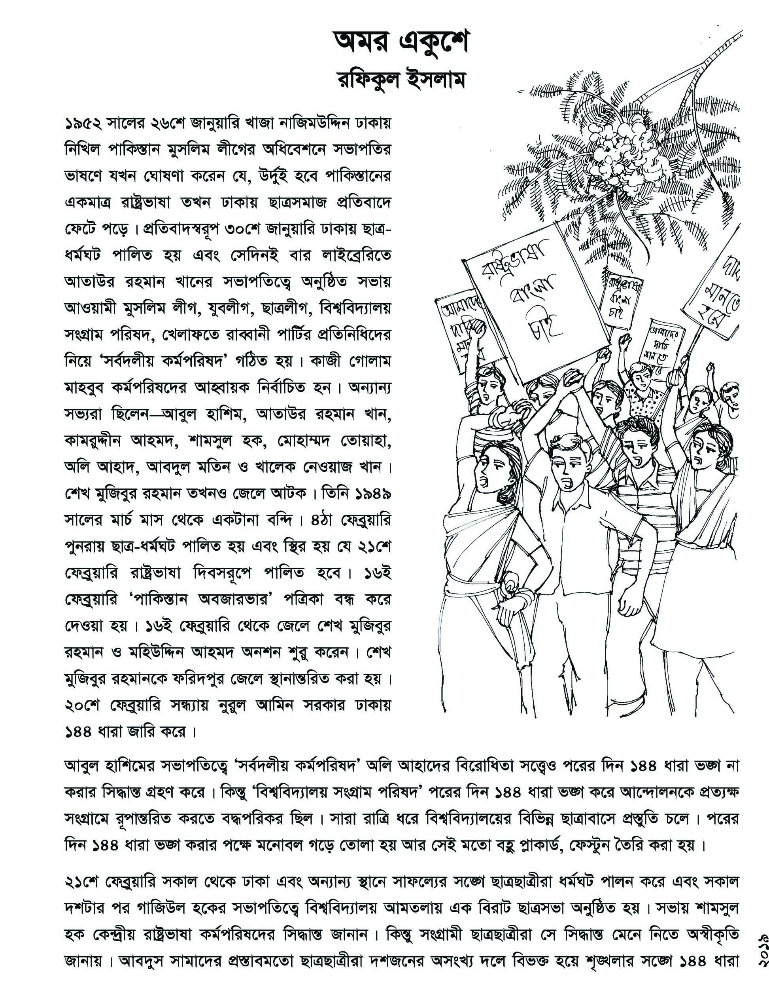 অমর একুশে
রফিকুল ইসলাম
১৯৫২ সালের ২৬শে জানুয়ারি খাজা নাজিমউদ্দিন ঢাকায়
নিখিল পাকিস্তান মুসলিম লীগের অধিবেশনে সভাপতির
ভাষণে যখন ঘোষণা করেন যে, উর্দুই হবে পাকিস্তানের
একমাত্র রাষ্ট্রভাষা তখন ঢাকায় ছাত্রসমাজ প্রতিবাদে
ফেটে পড়ে। প্রতিবাদস্বরূপ ৩০শে জানুয়ারি ঢাকায় ছাত্র-
ধর্মঘট পালিত হয় এবং সেদিনই বার লাইব্রেরিতে
আতাউর রহমান খানের সভাপতিত্বে অনুষ্ঠিত সভায়
আওয়ামী মুসলিম লীগ, যুবলীগ, ছাত্রলীগ, বিশ্ববিদ্যালয়
সংগ্রাম পরিষদ, খেলাফতে রাব্বানী পার্টির প্রতিনিধিদের
নিয়ে ‘সর্বদলীয় কর্মপরিষদ’ গঠিত হয়। কাজী গোলাম
মাহবুব কর্মপরিষদের আহ্বায়ক নির্বাচিত হন। অন্যান্য
সভ্যরা ছিলেন—আবুল হাশিম, আতাউর রহমান খান,
কামরুদ্দীন আহমদ, শামসুল হক, মোহাম্মদ তোয়াহা,
অলি আহাদ, আবদুল মতিন ও খালেক নেওয়াজ খান।
শেখ মুজিবুর রহমান তখনও জেলে আটক। তিনি ১৯৪৯
সালের মার্চ মাস থেকে একটানা বন্দি। ৪ঠা ফেব্রুয়ারি
পুনরায় ছাত্র-ধর্মঘট পালিত হয় এবং স্থির হয় যে ২১শে
ফেব্রুয়ারি রাষ্ট্রভাষা দিবসরূপে পালিত হবে। ১৬ই
ফেব্রুয়ারি ‘পাকিস্তান অবজারভার’ পত্রিকা বন্ধ করে
দেওয়া হয়। ১৬ই ফেব্রুয়ারি থেকে জেলে শেখ মুজিবুর
রহমান ও মহিউদ্দিন আহমদ অনশন শুরু করেন। শেখ
মুজিবুর রহমানকে ফরিদপুর জেলে স্থানান্তরিত করা হয়।
২০শে ফেব্রুয়ারি সন্ধ্যায় নুরুল আমিন সরকার ঢাকায়
১৪৪ ধারা জারি করে।
রাষ্ট্রভাষা
বাংলা
চাই
আমাদের
দাবি
রাষ্ট্রভাষা
বাংলা
চাই
আমাদের
দাবি
মানতে
দাবি
মানতে
হবে
আবুল হাশিমের সভাপতিত্বে ‘সর্বদলীয় কর্মপরিষদ’ অলি আহাদের বিরোধিতা সত্ত্বেও পরের দিন ১৪৪ ধারা ভঙ্গ না
করার সিদ্ধান্ত গ্রহণ করে। কিন্তু ‘বিশ্ববিদ্যালয় সংগ্রাম পরিষদ’ পরের দিন ১৪৪ ধারা ভঙ্গ করে আন্দোলনকে প্রত্যক্ষ
সংগ্রামে রূপান্তরিত করতে বদ্ধপরিকর ছিল। সারা রাত্রি ধরে বিশ্ববিদ্যালয়ের বিভিন্ন ছাত্রাবাসে প্রস্তুতি চলে। পরের
দিন ১৪৪ ধারা ভঙ্গ করার পক্ষে মনোবল গড়ে তোলা হয় আর সেই মতো বহু প্লাকার্ড, ফেস্টুন তৈরি করা হয়।
২১শে ফেব্রুয়ারি সকাল থেকে ঢাকা এবং অন্যান্য স্থানে সাফল্যের সঙ্গে ছাত্রছাত্রীরা ধর্মঘট পালন করে এবং সকাল
দশটার পর গাজিউল হকের সভাপতিত্বে বিশ্ববিদ্যালয় আমতলায় এক বিরাট ছাত্রসভা অনুষ্ঠিত হয়। সভায় শামসুল
হক কেন্দ্রীয় রাষ্ট্রভাষা কর্মপরিষদের সিদ্ধান্ত জানান। কিন্তু সংগ্রামী ছাত্রছাত্রীরা সে সিদ্ধান্ত মেনে নিতে অস্বীকৃতি
জানায়। আবদুস সামাদের প্রস্তাবমতো ছাত্রছাত্রীরা দশজনের অসংখ্য দলে বিভক্ত হয়ে শৃঙ্খলার সঙ্গে ১৪৪ ধারা
২০১৯